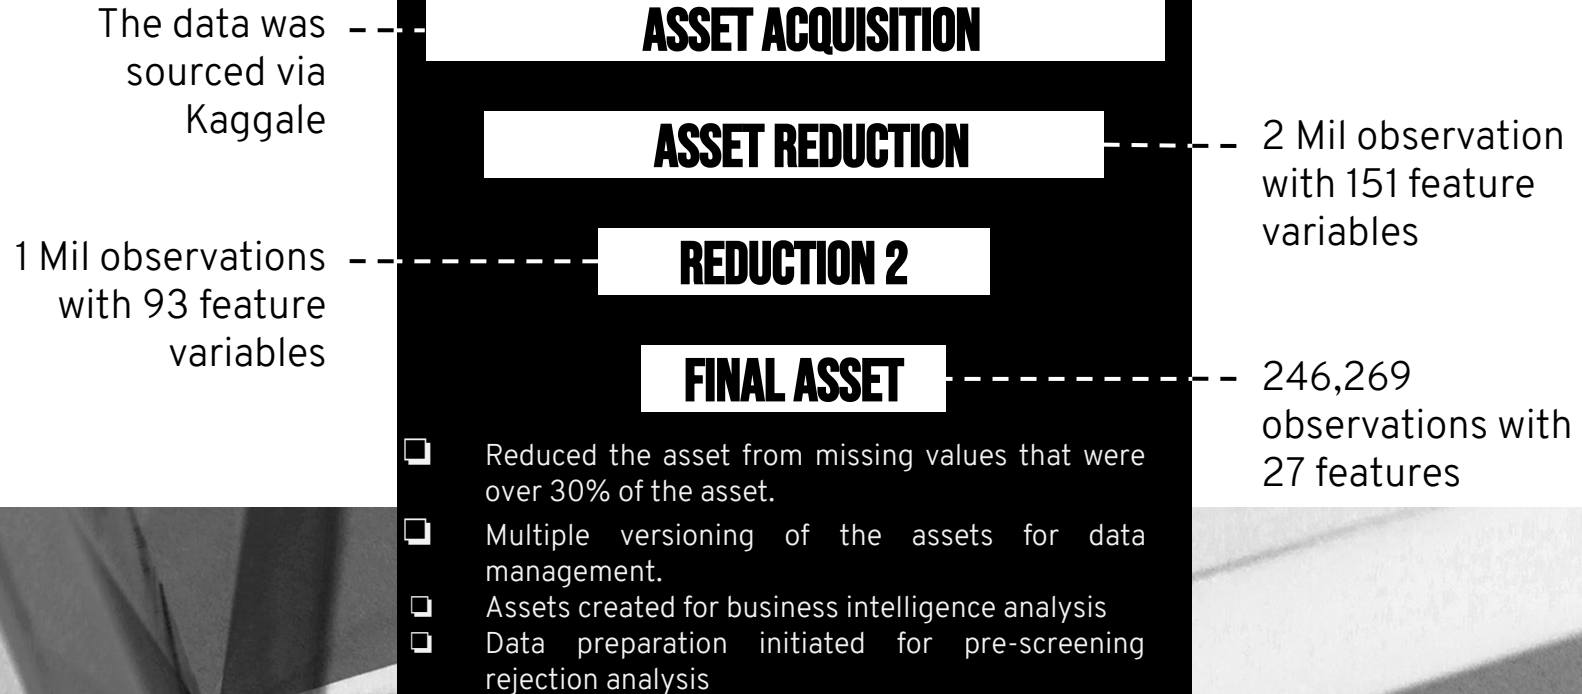 The data was
sourced via
Kaggale
ASSET ACQUISITION
ASSET REDUCTION
2 Mil observation
with 151 feature
variables
1 Mil observations
with 93 feature
variables
REDUCTION 2
FINAL ASSET
246,269
observations with
27 features
Reduced the asset from missing values that were
over 30% of the asset.
Multiple versioning of the assets for data
management.
Assets created for business intelligence analysis
Data preparation initiated for pre-screening
rejection analysis